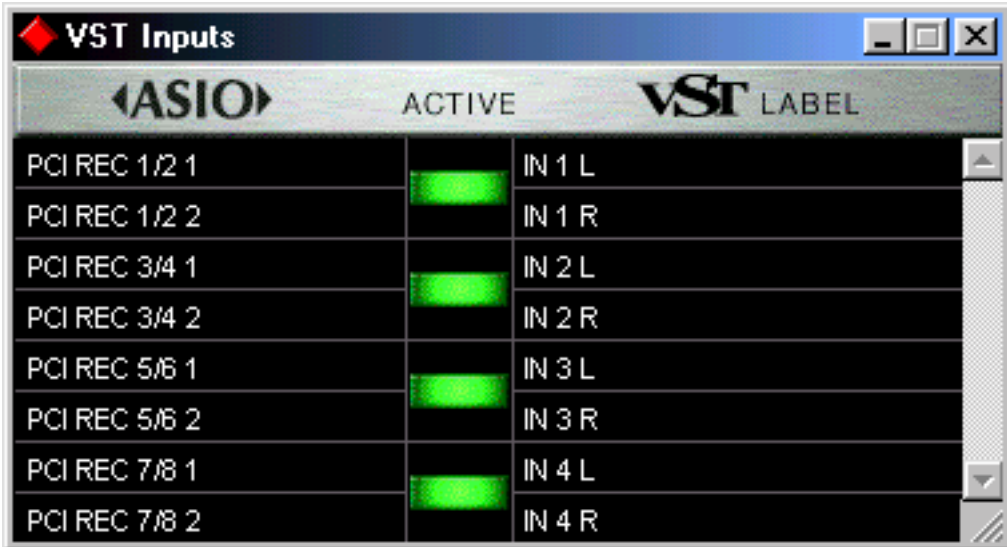 VST Inputs
ASIO ACTIVE VST LABEL
PCI REC 1/2 1 IN 1 L
PCI REC 1/2 2 IN 1 R
PCI REC 3/4 1 IN 2 L
PCI REC 3/4 2 IN 2 R
PCI REC 5/6 1 IN 3 L
PCI REC 5/6 2 IN 3 R
PCI REC 7/8 1 IN 4 L
PCI REC 7/8 2 IN 4 R